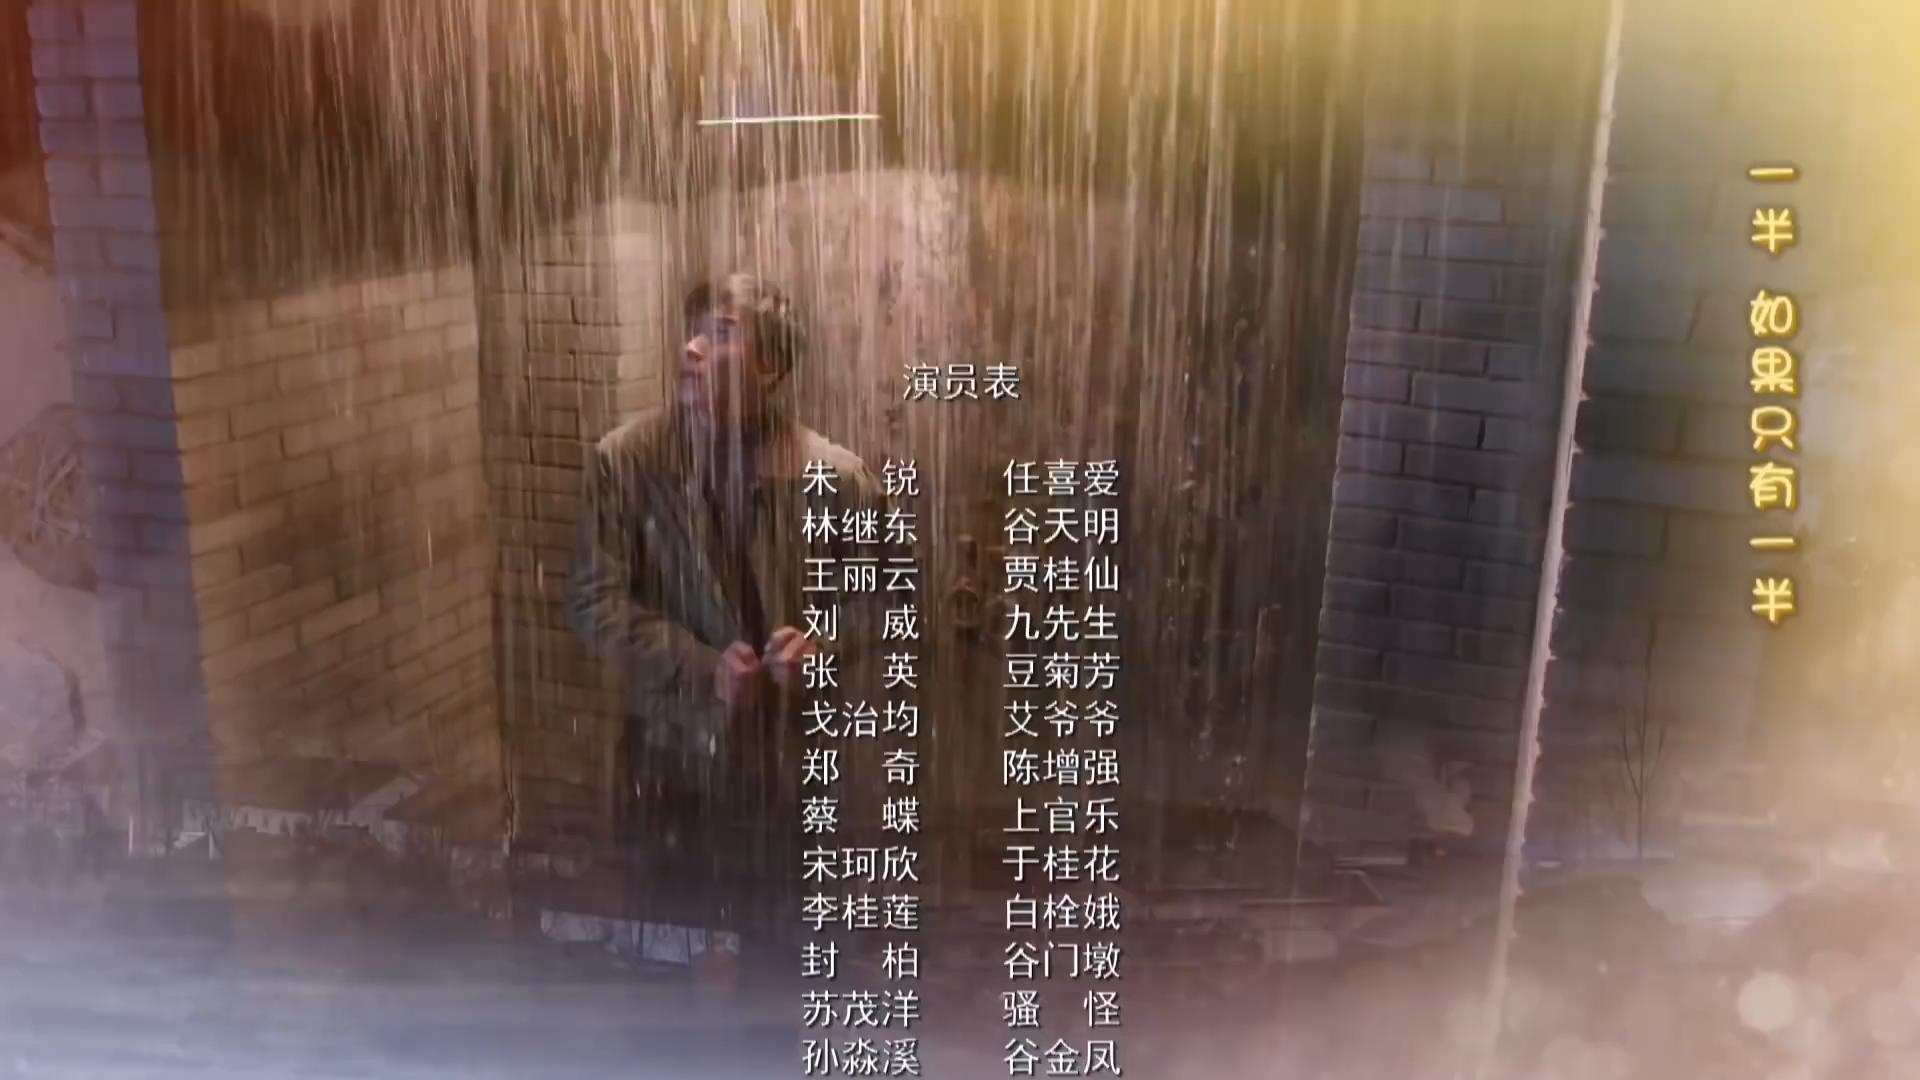 演员表
朱 锐 任喜爱
林继东 谷天明
王丽云 贾桂仙
刘 威 九先生
张 英 豆菊芳
戈治均 艾爷爷
郑 奇 陈增强
蔡 蝶 上官乐
宋珂欣 于桂花
李桂莲 白栓娥
封 柏 谷门墩
苏茂洋 骚 怪
孙淼溪 谷金凤
一半 如果只有一半